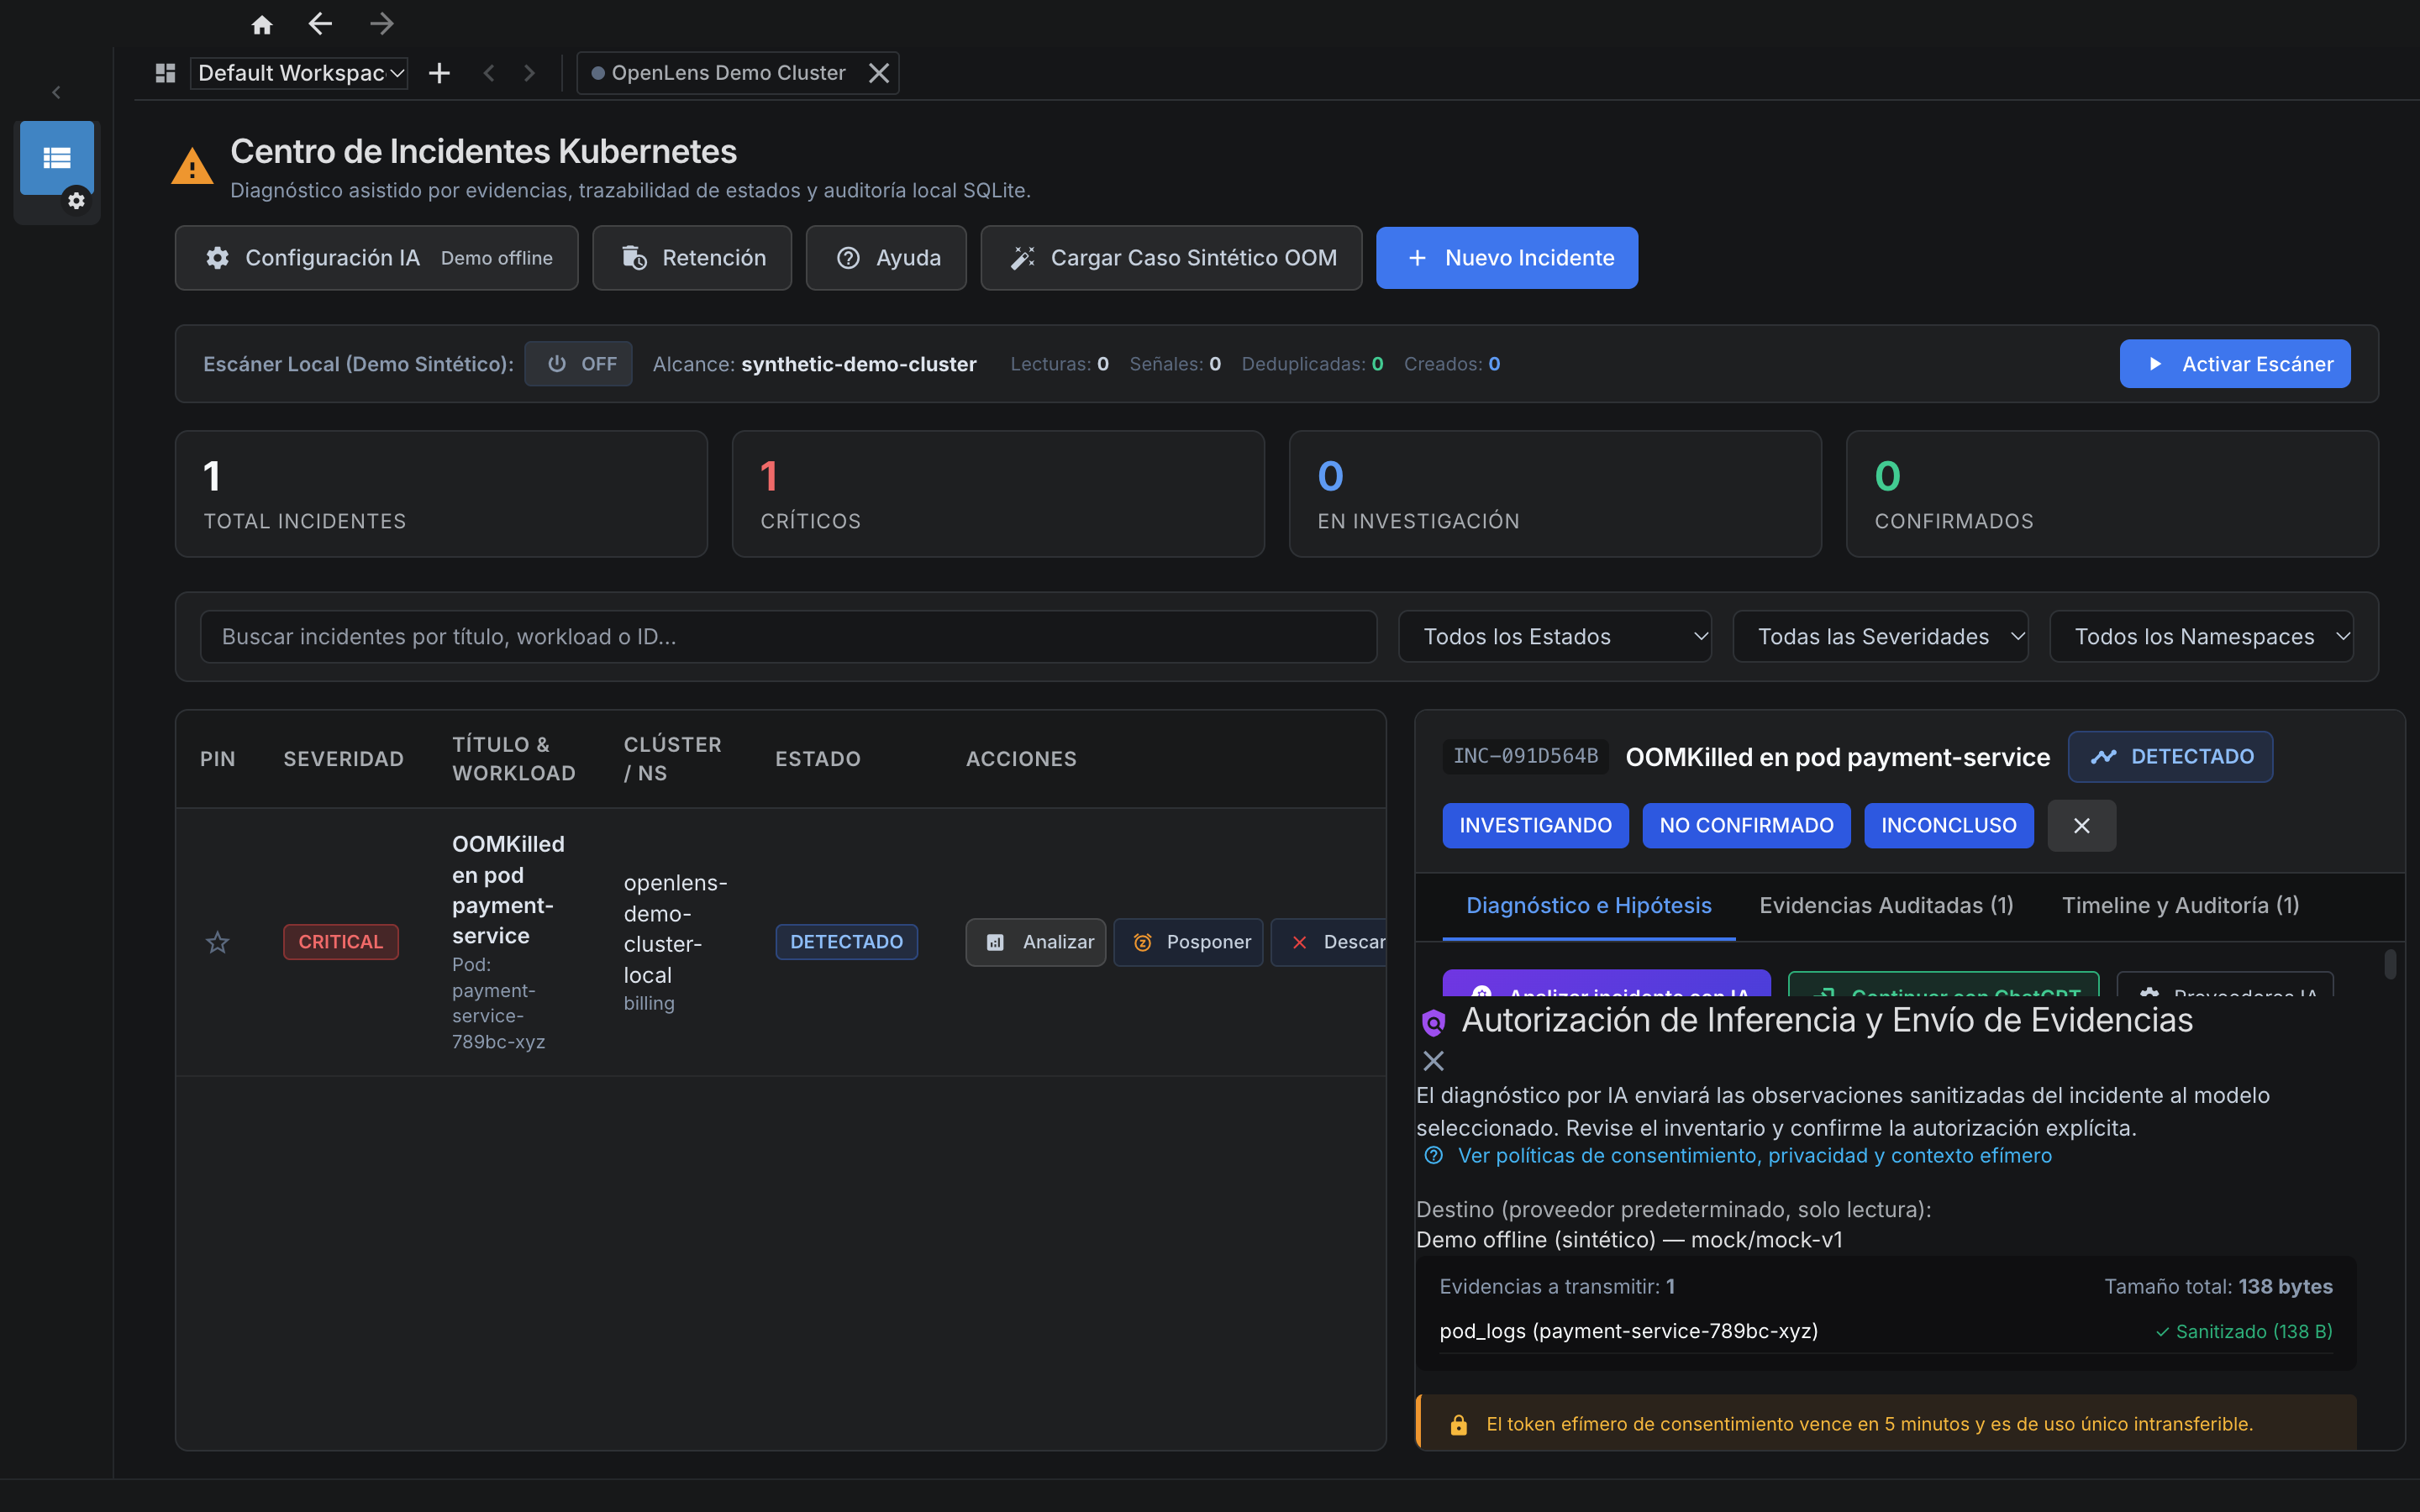 Default Workspac
OpenLens Demo Cluster
Centro de Incidentes Kubernetes
Diagnóstico asistido por evidencias, trazabilidad de estados y auditoría local SQLite.
Configuración IA Demo offline
Retención
Ayuda
Cargar Caso Sintético OOM
Nuevo Incidente
Escáner Local (Demo Sintético): OFF Alcance: synthetic-demo-cluster Lecturas: 0 Señales: 0 Deduplicadas: 0 Creados: 0
Activar Escáner
1
TOTAL INCIDENTES
1
CRÍTICOS
0
EN INVESTIGACIÓN
0
CONFIRMADOS
Buscar incidentes por título, workload o ID...
Todos los Estados
Todas las Severidades
Todos los Namespaces
PIN
SEVERIDAD
TÍTULO &
WORKLOAD
CLÚSTER
/ NS
ESTADO
ACCIONES
CRITICAL
OOMKilled
en pod
payment-
service
Pod:
payment-
service-
789bc-xyz
openlens-
demo-
cluster-
local
billing
DETECTADO
Analizar
Posponer
Descar
INC-091D564B
OOMKilled en pod payment-service
DETECTADO
INVESTIGANDO
NO CONFIRMADO
INCONCLUSO
Diagnóstico e Hipótesis
Evidencias Auditadas (1)
Timeline y Auditoría (1)
Analizar incidente con IA
Continuar con ChatGPT
Proveedores IA
Autorización de Inferencia y Envío de Evidencias
El diagnóstico por IA enviará las observaciones sanitizadas del incidente al modelo
seleccionado. Revise el inventario y confirme la autorización explícita.
Ver políticas de consentimiento, privacidad y contexto efímero
Destino (proveedor predeterminado, solo lectura):
Demo offline (sintético) — mock/mock-v1
Evidencias a transmitir: 1
Tamaño total: 138 bytes
pod_logs (payment-service-789bc-xyz)
✓ Sanitizado (138 B)
El token efímero de consentimiento vence en 5 minutos y es de uso único intransferible.